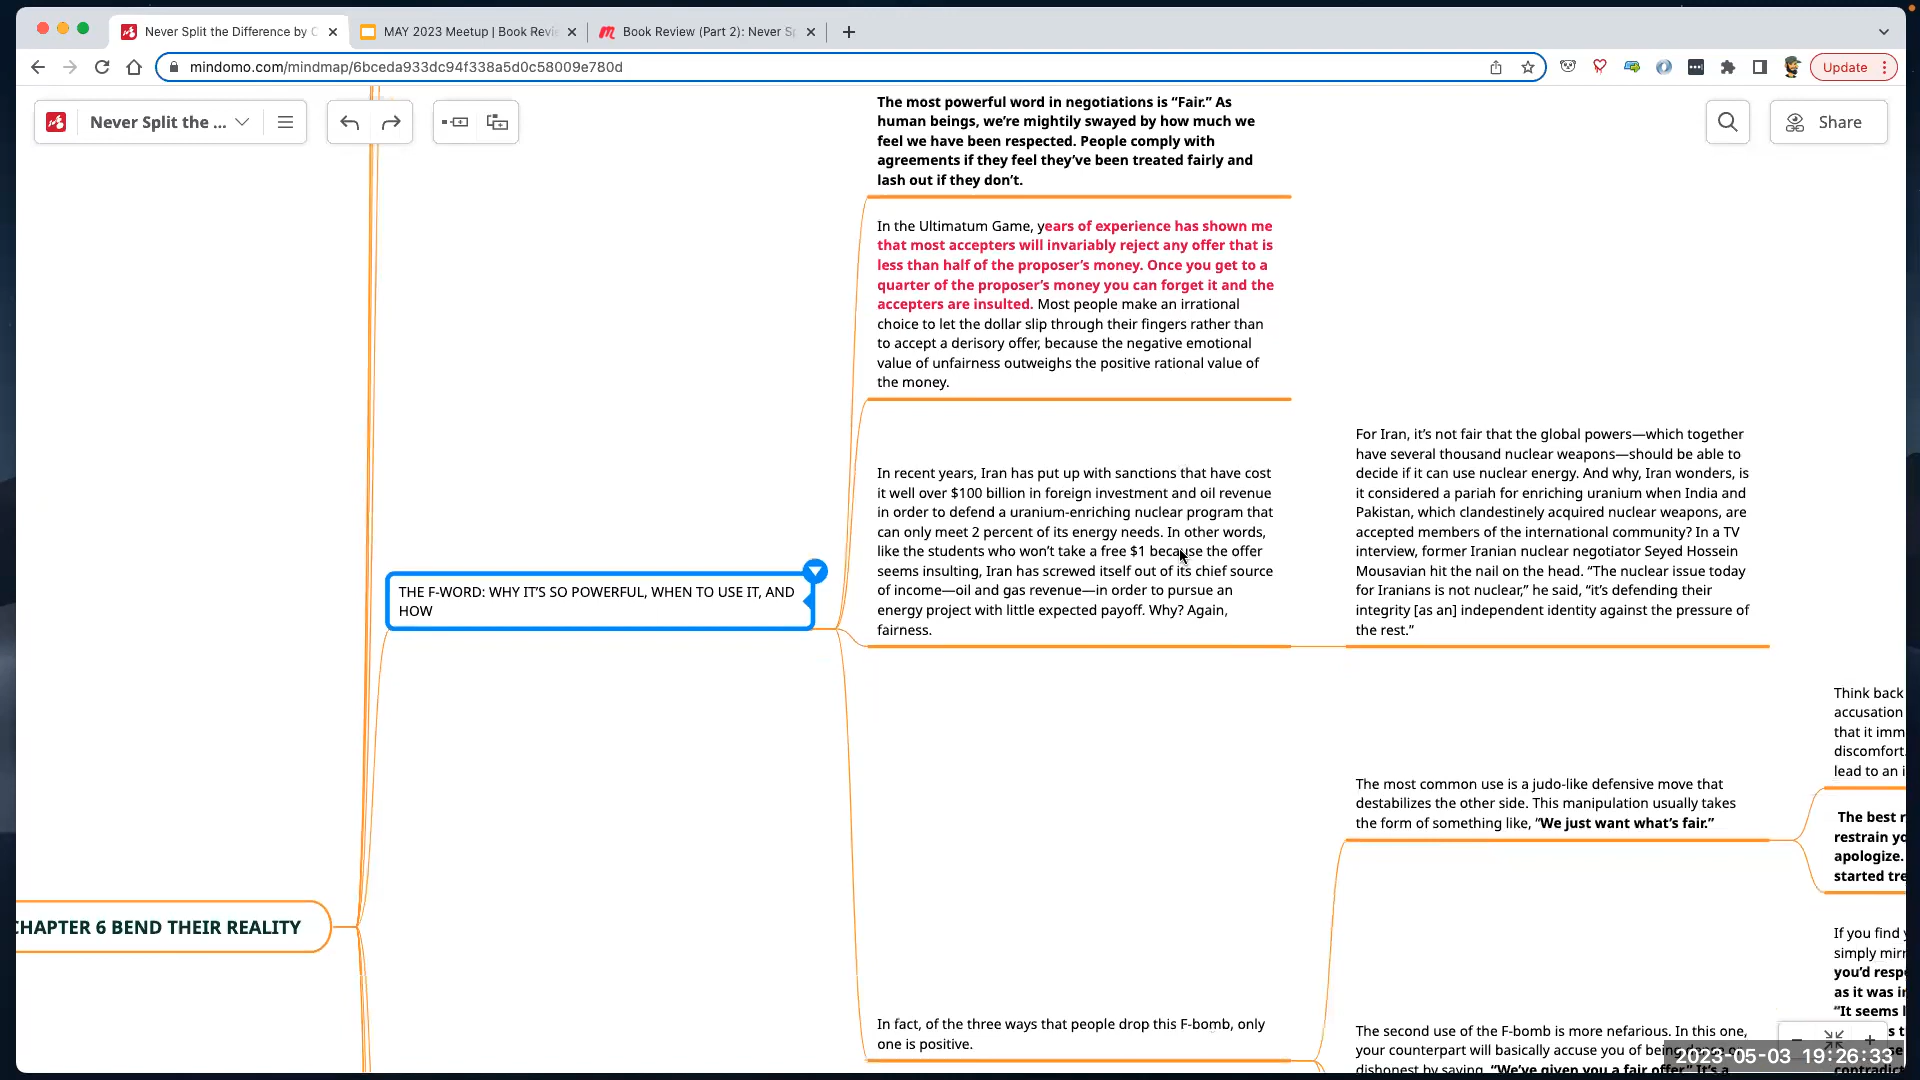 Never Split the Difference by C
MAY 2023 Meetup | Book Revi
Book Review (Part 2): Never S
mindomo.com/mindmap/6bceda933dc94f338a5d0c58009e780d
Update
Never Split the ...
Share
The most powerful word in negotiations is “Fair.” As
human beings, we’re mightily swayed by how much we
feel we have been respected. People comply with
agreements if they feel they’ve been treated fairly and
lash out if they don’t.
In the Ultimatum Game, years of experience has shown me
that most accepters will invariably reject any offer that is
less than half of the proposer’s money. Once you get to a
quarter of the proposer’s money you can forget it and the
accepters are insulted. Most people make an irrational
choice to let the dollar slip through their fingers rather than
to accept a derisory offer, because the negative emotional
value of unfairness outweighs the positive rational value of
the money.
In recent years, Iran has put up with sanctions that have cost
it well over $100 billion in foreign investment and oil revenue
in order to defend a uranium-enriching nuclear program that
can only meet 2 percent of its energy needs. In other words,
like the students who won’t take a free $1 because the offer
seems insulting, Iran has screwed itself out of its chief source
of income—oil and gas revenue—in order to pursue an
energy project with little expected payoff. Why? Again,
fairness.
For Iran, it’s not fair that the global powers—which together
have several thousand nuclear weapons—should be able to
decide if it can use nuclear energy. And why, Iran wonders, is
it considered a pariah for enriching uranium when India and
Pakistan, which clandestinely acquired nuclear weapons, are
accepted members of the international community? In a TV
interview, former Iranian nuclear negotiator Seyed Hossein
Mousavian hit the nail on the head. “The nuclear issue today
for Iranians is not nuclear,” he said, “it’s defending their
integrity [as an] independent identity against the pressure of
the rest.”
THE F-WORD: WHY IT’S SO POWERFUL, WHEN TO USE IT, AND
HOW
CHAPTER 6 BEND THEIR REALITY
The most common use is a judo-like defensive move that
destabilizes the other side. This manipulation usually takes
the form of something like, “We just want what’s fair.”
Think back
accusation
that it imm
discomfort.
lead to an i
The best r
restrain yo
apologize.
started tre
In fact, of the three ways that people drop this F-bomb, only
one is positive.
The second use of the F-bomb is more nefarious. In this one,
your counterpart will basically accuse you of being dense or
dishonest by saying, “We’ve given you a fair offer.” It’s a
If you find y
simply mirr
you’d resp
as it was in
“It seems l
2023-05-03 19:26:33